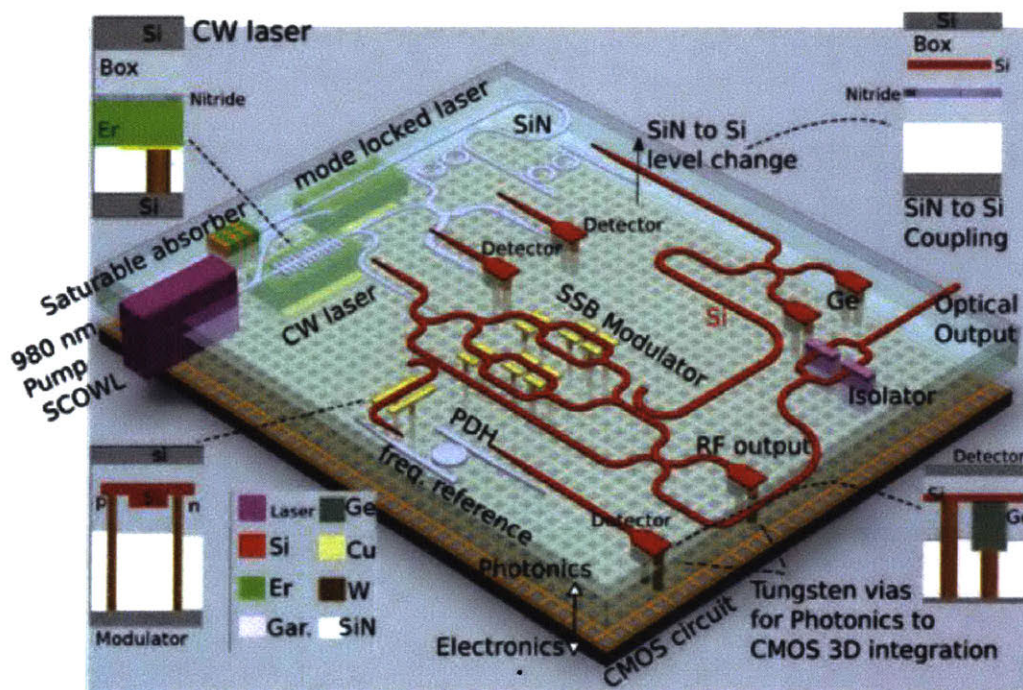 Si
CW laser
Box
Nitride
Er
Si
Si
Box
Si
Nitride
SiN to Si
Coupling
mode locked laser
SiN
SiN to Si
level change
Saturable absorber
Detector
Detector
CW laser
SSB Modulator
Si
Ge
Optical
Output
980 nm
Pump
SCOWL
Isolator
PDH
RF output
freq. reference
Detector
Photonics
Electronics
CMOS circuit
Tungsten vias
for Photonics to
CMOS 3D integration
si
p
n
Modulator
Laser
Ge
Si
Cu
Er
W
Gar.
SiN
Detector
Si
Ge